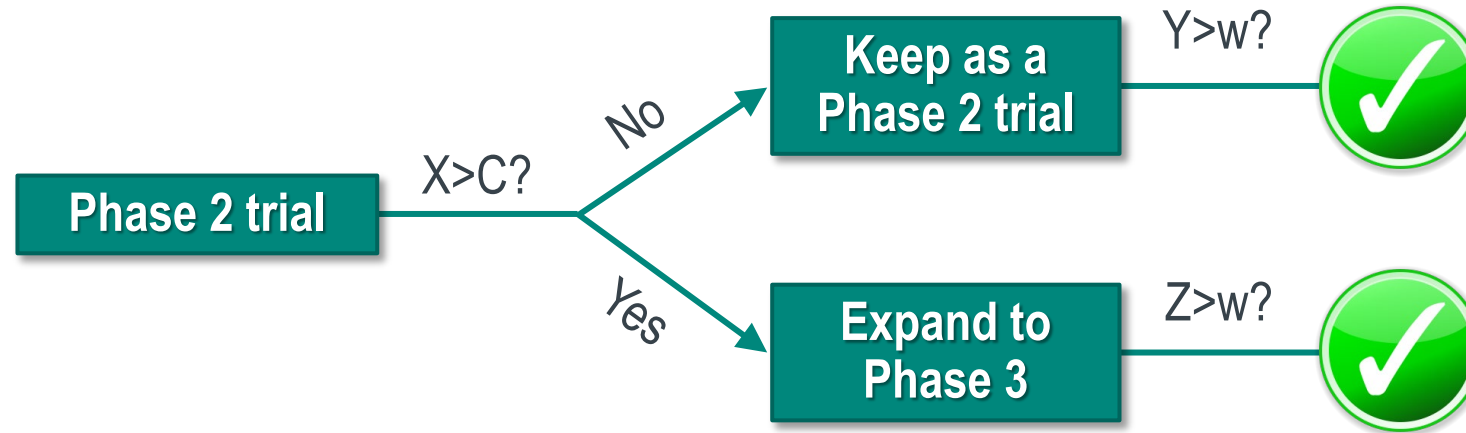 Phase 2 trial
X>C?
No
Keep as a
Phase 2 trial
Y>w?
Yes
Expand to
Phase 3
Z>w?